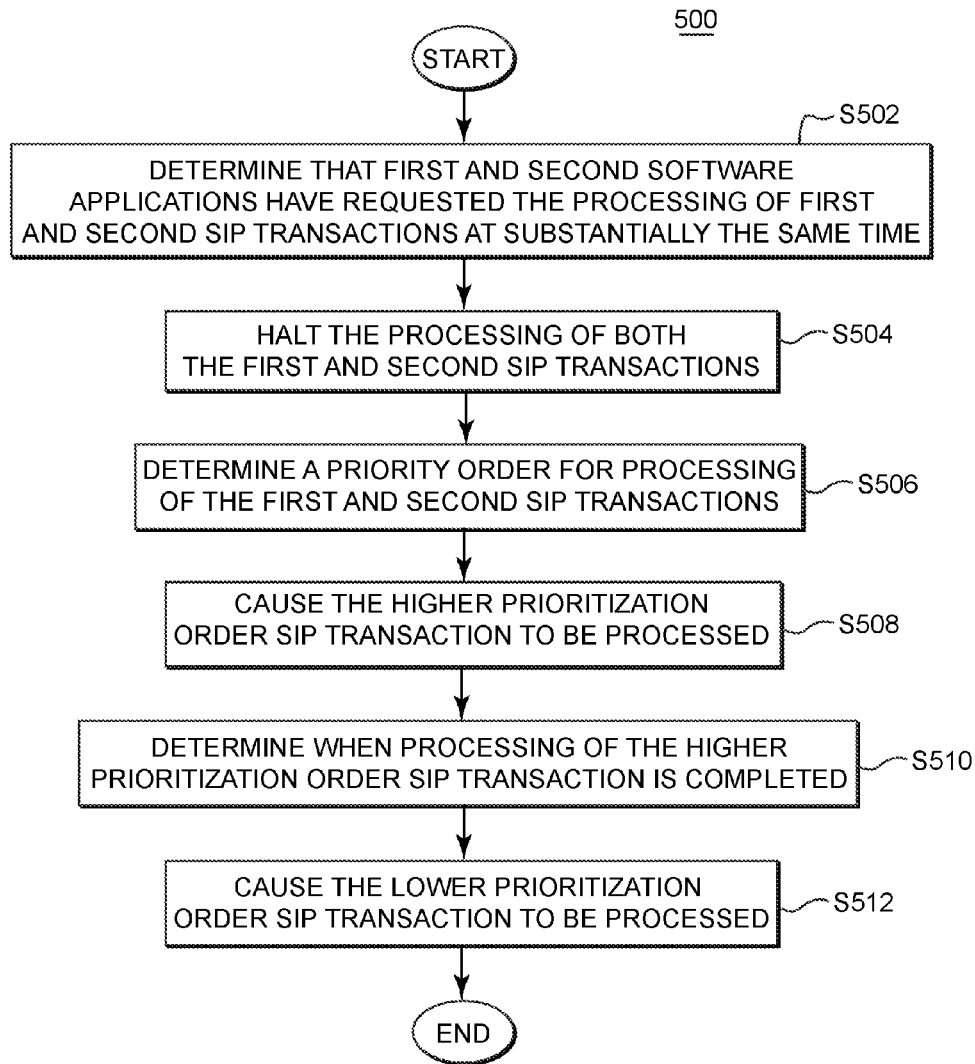 500
START
S502
DETERMINE THAT FIRST AND SECOND SOFTWARE
APPLICATIONS HAVE REQUESTED THE PROCESSING OF FIRST
AND SECOND SIP TRANSACTIONS AT SUBSTANTIALLY THE SAME TIME
HALT THE PROCESSING OF BOTH
THE FIRST AND SECOND SIP TRANSACTIONS
S504
DETERMINE A PRIORITY ORDER FOR PROCESSING
OF THE FIRST AND SECOND SIP TRANSACTIONS
S506
CAUSE THE HIGHER PRIORITIZATION
ORDER SIP TRANSACTION TO BE PROCESSED
S508
DETERMINE WHEN PROCESSING OF THE HIGHER
PRIORITIZATION ORDER SIP TRANSACTION IS COMPLETED
S510
CAUSE THE LOWER PRIORITIZATION
ORDER SIP TRANSACTION TO BE PROCESSED
S512
END